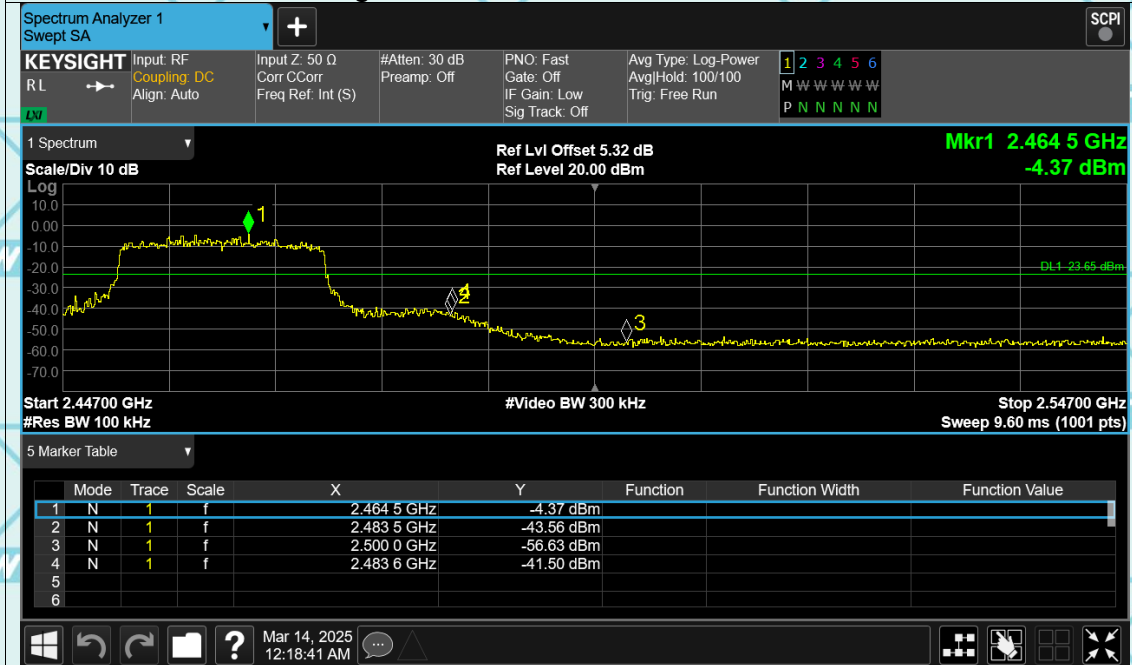 Spectrum Analyzer 1
Swept SA
+
SCPI
KEYSIGHT
R L
LXI
Input: RF
Coupling: DC
Align: Auto
Input Z: 50 Ω
Corr CCorr
Freq Ref: Int (S)
#Atten: 30 dB
Preamp: Off
PNO: Fast
Gate: Off
IF Gain: Low
Sig Track: Off
Avg Type: Log-Power
Avg|Hold: 100/100
Trig: Free Run
1 2 3 4 5 6
M W W W W W
P N N N N N
1 Spectrum
Scale/Div 10 dB
Ref Lvl Offset 5.32 dB
Ref Level 20.00 dBm
Mkr1 2.464 5 GHz
-4.37 dBm
Log
10.0
0.00
-10.0
-20.0
-30.0
-40.0
-50.0
-60.0
-70.0
1
2
3
DL1 -23.65 dBm
Start 2.44700 GHz
#Video BW 300 kHz
Stop 2.54700 GHz
#Res BW 100 kHz
Sweep 9.60 ms (1001 pts)
5 Marker Table
Mode Trace Scale X Y Function Function Width Function Value
1 N 1 f 2.464 5 GHz -4.37 dBm
2 N 1 f 2.483 5 GHz -43.56 dBm
3 N 1 f 2.500 0 GHz -56.63 dBm
4 N 1 f 2.483 6 GHz -41.50 dBm
5
6
?
Mar 14, 2025
12:18:41 AM